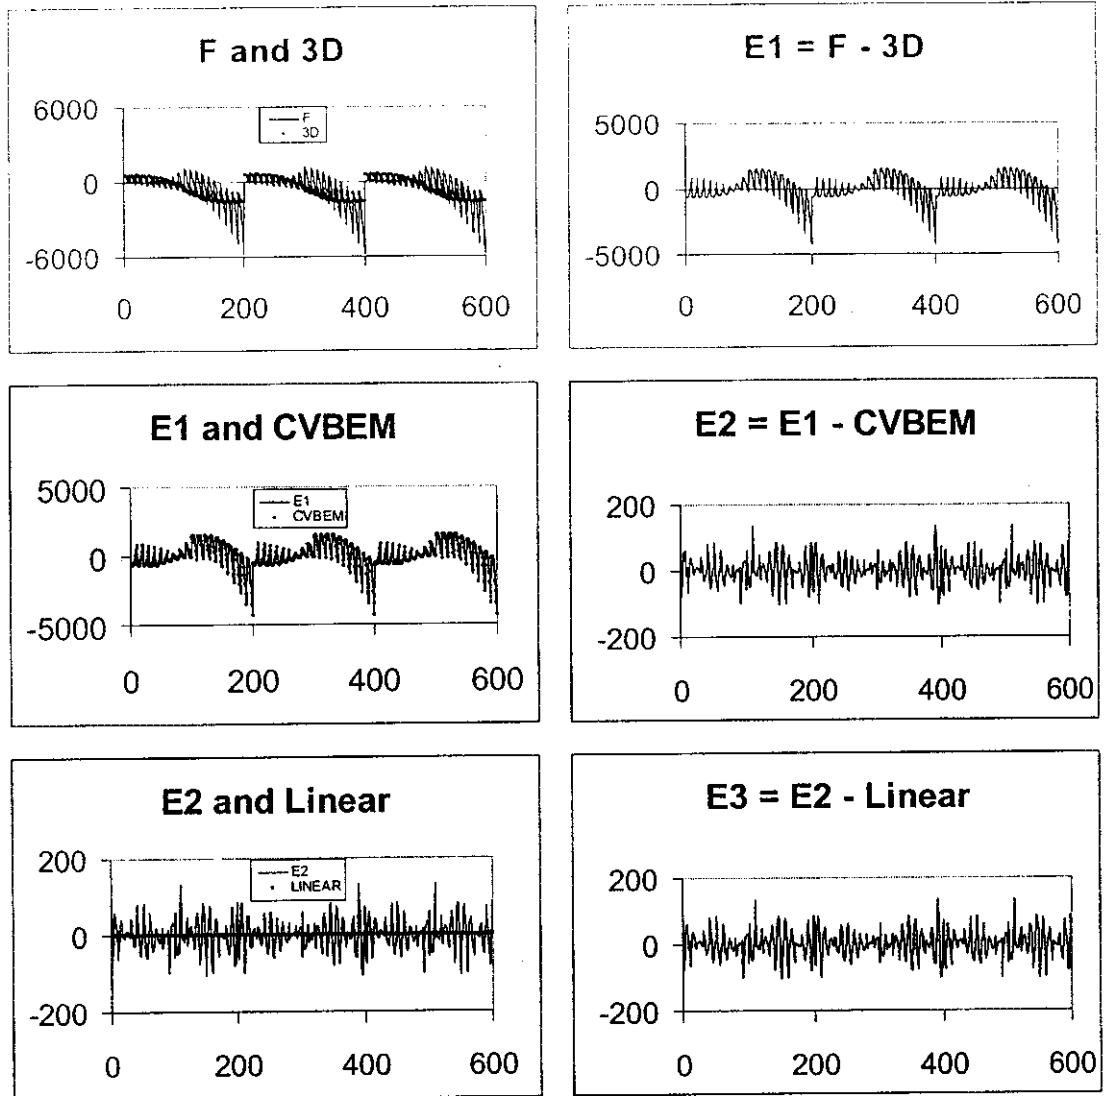 F and 3D
6000
0
-6000
F
3D
0 200 400 600
E1 = F - 3D
5000
0
-5000
0 200 400 600
E1 and CVBEM
5000
0
-5000
E1
CVBEM
0 200 400 600
E2 = E1 - CVBEM
200
0
-200
0 200 400 600
E2 and Linear
200
0
-200
E2
LINEAR
0 200 400 600
E3 = E2 - Linear
200
0
-200
0 200 400 600